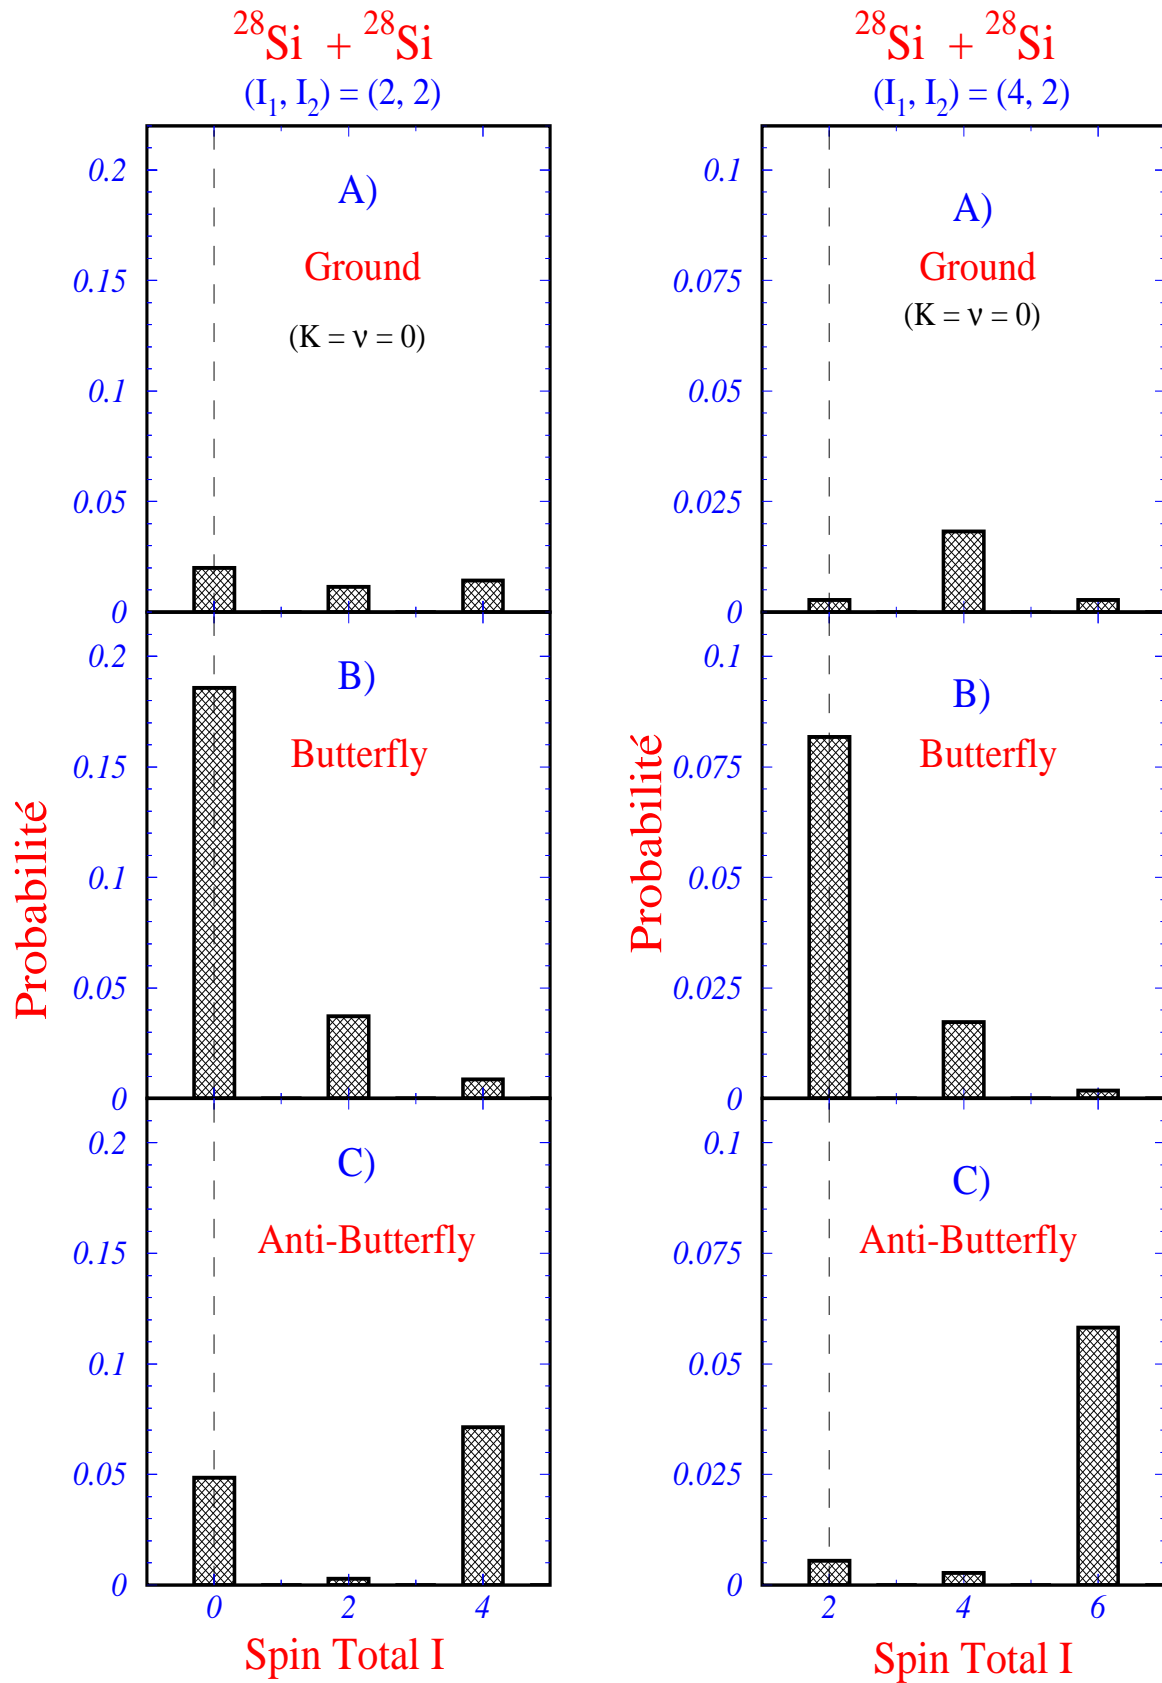 ²⁸Si + ²⁸Si
(I₁, I₂) = (2, 2)
0.2
A)
0.15
Ground
(K = ν = 0)
0.1
0.05
0
0.2
B)
0.15
Butterfly
0.1
0.05
0
Probabilité
0.2
C)
0.15
Anti-Butterfly
0.1
0.05
0
0 2 4
Spin Total I
²⁸Si + ²⁸Si
(I₁, I₂) = (4, 2)
0.1
A)
0.075
Ground
(K = ν = 0)
0.05
0.025
0
0.1
B)
0.075
Butterfly
0.05
0.025
0
Probabilité
0.1
C)
0.075
Anti-Butterfly
0.05
0.025
0
2 4 6
Spin Total I